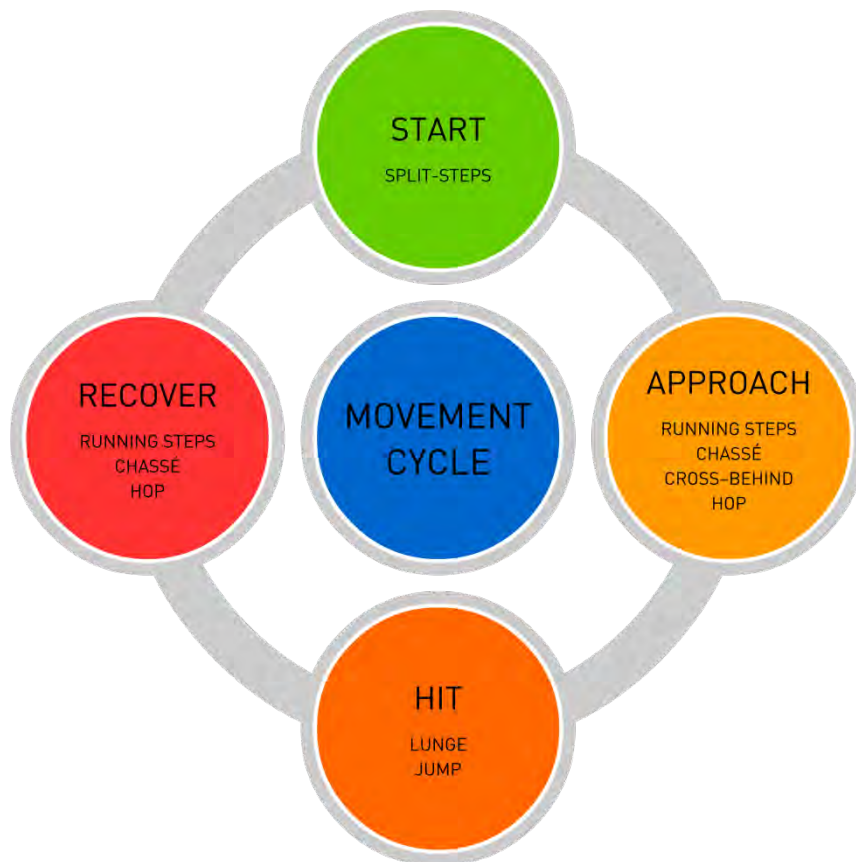 START
SPLIT-STEPS
RECOVER
RUNNING STEPS
CHASSÉ
HOP
MOVEMENT
CYCLE
APPROACH
RUNNING STEPS
CHASSÉ
CROSS-BEHIND
HOP
HIT
LUNGE
JUMP